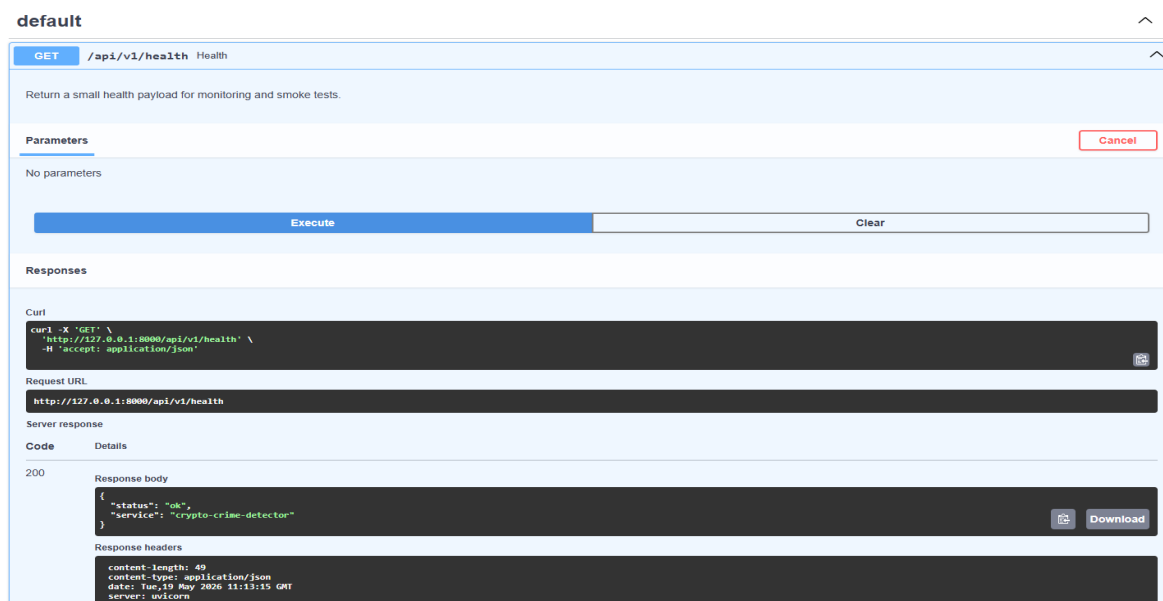 default
GET /api/v1/health Health
Return a small health payload for monitoring and smoke tests.
Parameters
Cancel
No parameters
Execute
Clear
Responses
Curl
curl -X 'GET' \
'http://127.0.0.1:8000/api/v1/health' \
-H 'accept: application/json'
Request URL
http://127.0.0.1:8000/api/v1/health
Server response
Code Details
200
Response body
{
"status": "ok",
"service": "crypto-crime-detector"
}
Download
Response headers
content-length: 49
content-type: application/json
date: Tue,19 May 2026 11:13:15 GMT
server: uvicorn